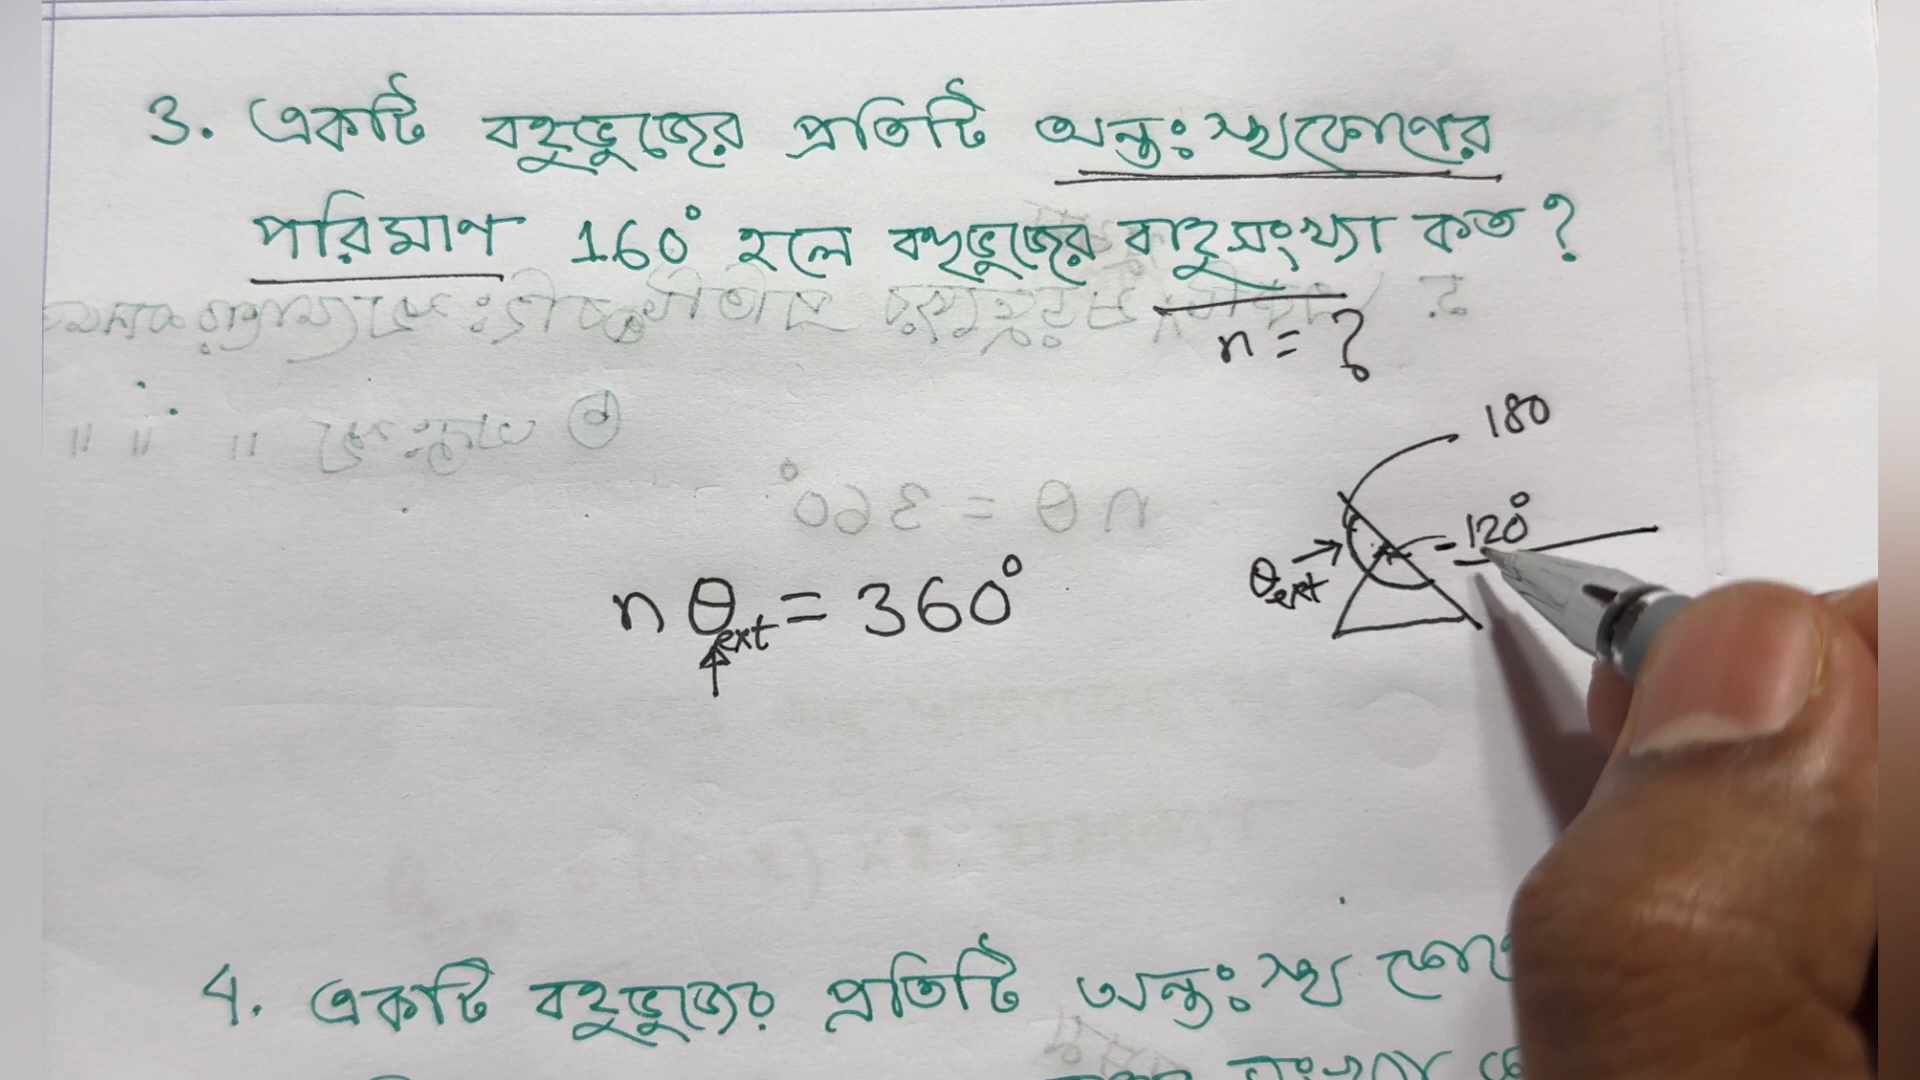 3. একটি বহুভুজের প্রতিটি অন্তঃস্থকোণের
পরিমাণ 160° হলে বহুভুজের বাহুসংখ্যা কত ?
n = ?
180
= 120°
θext
nθext = 360°
4. একটি বহুভুজের প্রতিটি অন্তঃস্থ